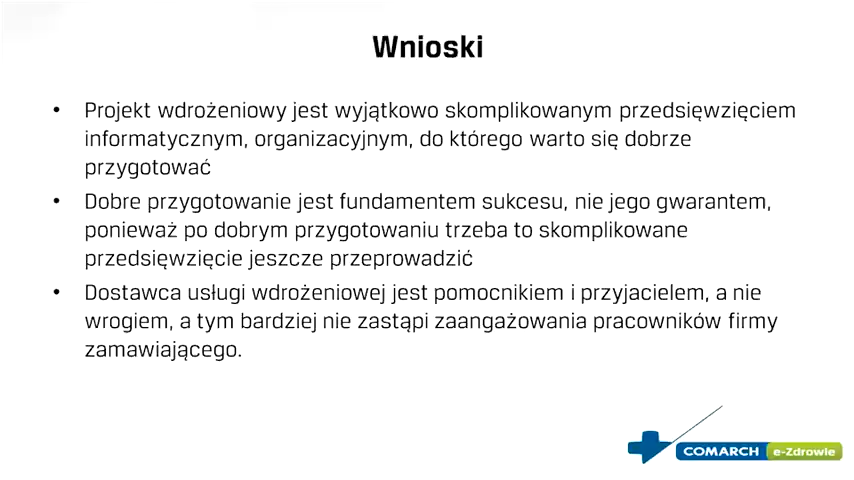 Wnioski
• Projekt wdrożeniowy jest wyjątkowo skomplikowanym przedsięwzięciem
informatycznym, organizacyjnym, do którego warto się dobrze
przygotować
• Dobre przygotowanie jest fundamentem sukcesu, nie jego gwarantem,
ponieważ po dobrym przygotowaniu trzeba to skomplikowane
przedsięwzięcie jeszcze przeprowadzić
• Dostawca usługi wdrożeniowej jest pomocnikiem i przyjacielem, a nie
wrogiem, a tym bardziej nie zastąpi zaangażowania pracowników firmy
zamawiającego.
COMARCH e-Zdrowie